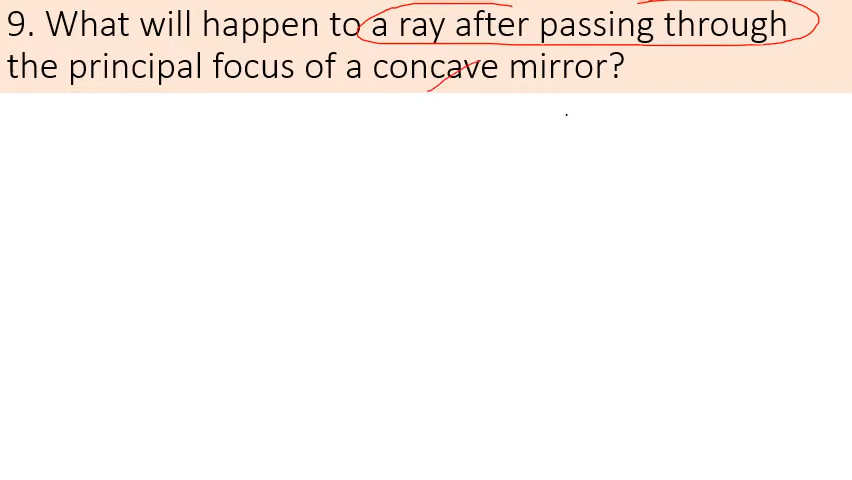 9. What will happen to a ray after passing through
the principal focus of a concave mirror?